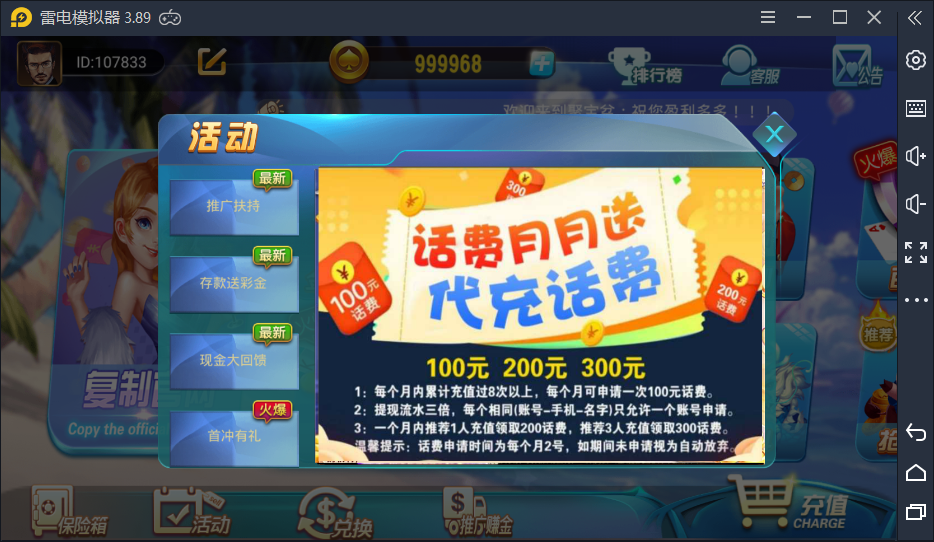 雷电模拟器 3.89
ID:107833
999968
排行榜
客服
公告
欢迎来到聚宝盆：祝您盈利多多！！！
活动
最新
推广扶持
最新
存款送彩金
最新
现金大回馈
火爆
首冲有礼
300元
话费月月送
代充话费
100元
话费
200元
话费
100元 200元 300元
1：每个月内累计充值过8次以上，每个月可申请一次100元话费。
2：提现流水三倍，每个相同(账号-手机-名字)只允许一个账号申请。
3：一个月内推荐1人充值领取200话费，推荐3人充值领取300话费。
温馨提示：话费申请时间为每个月2号，如期间未申请视为自动放弃。
火爆
A
推荐
复制
Copy the offici
抢
保险箱
活动
兑换
推广赚金
充值
CHARGE